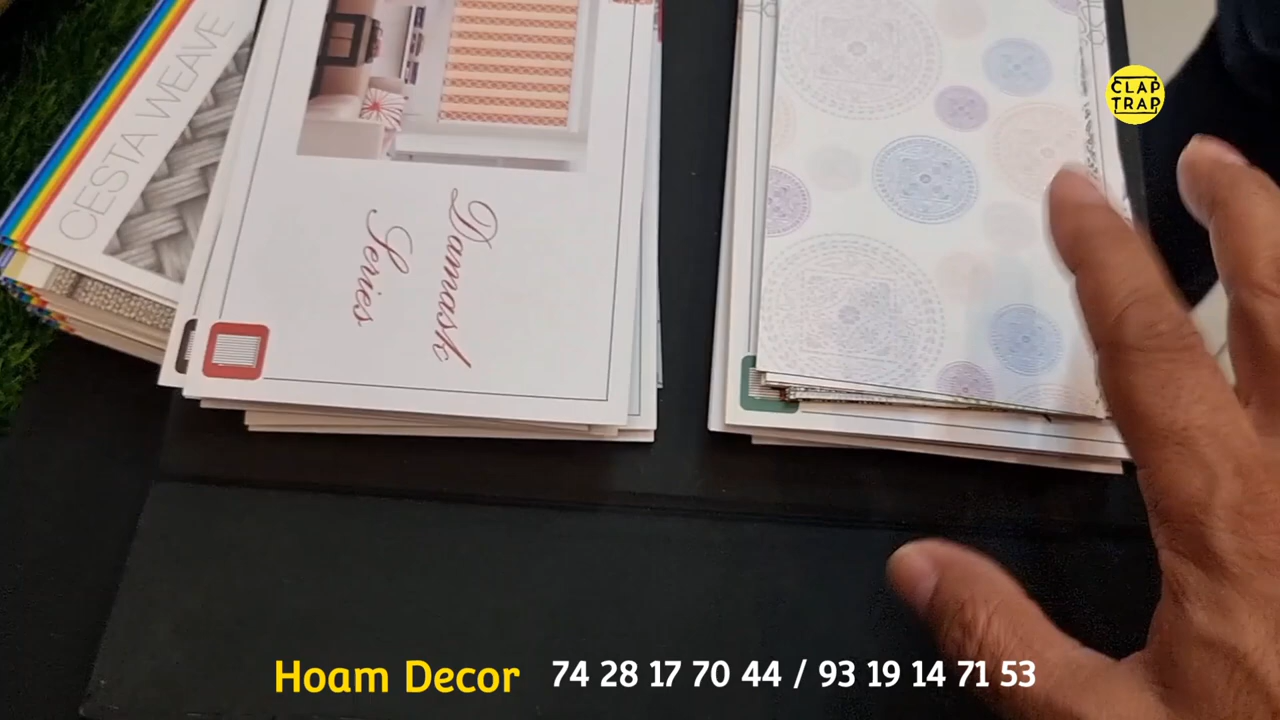 CESTA WEAVE
Damask
Series
CLAP
TRAP
Hoam Decor 74 28 17 70 44 / 93 19 14 71 53